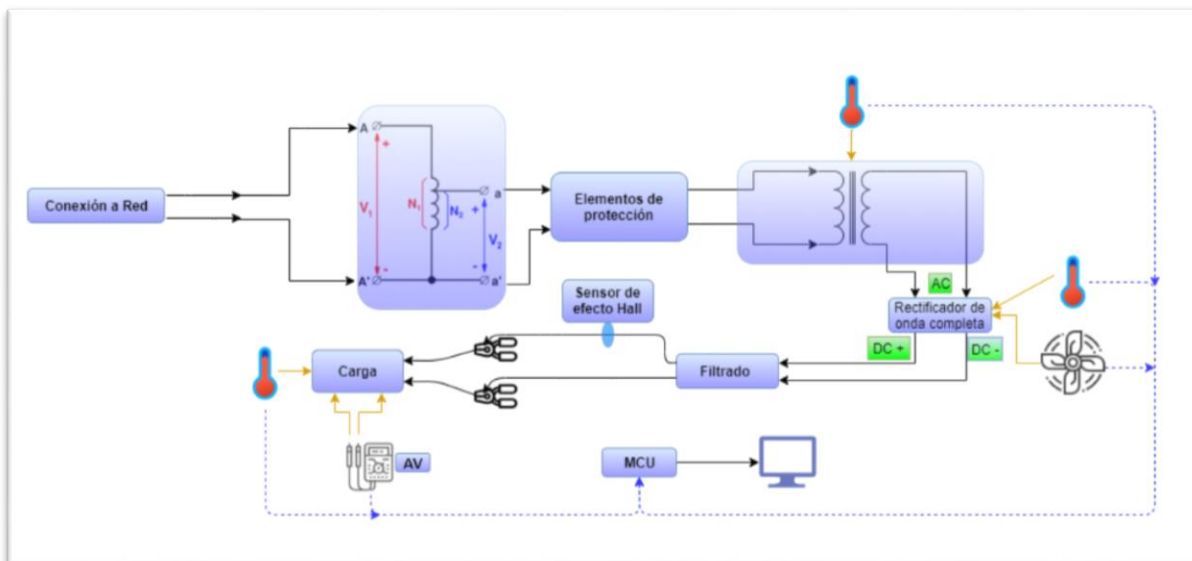 Conexión a Red
A
+
V₁
N₁
N₂
a
+
V₂
-
-
A'
a'
Elementos de
protección
AC
Rectificador de
onda completa
DC +
DC -
Sensor de
efecto Hall
Filtrado
Carga
AV
MCU